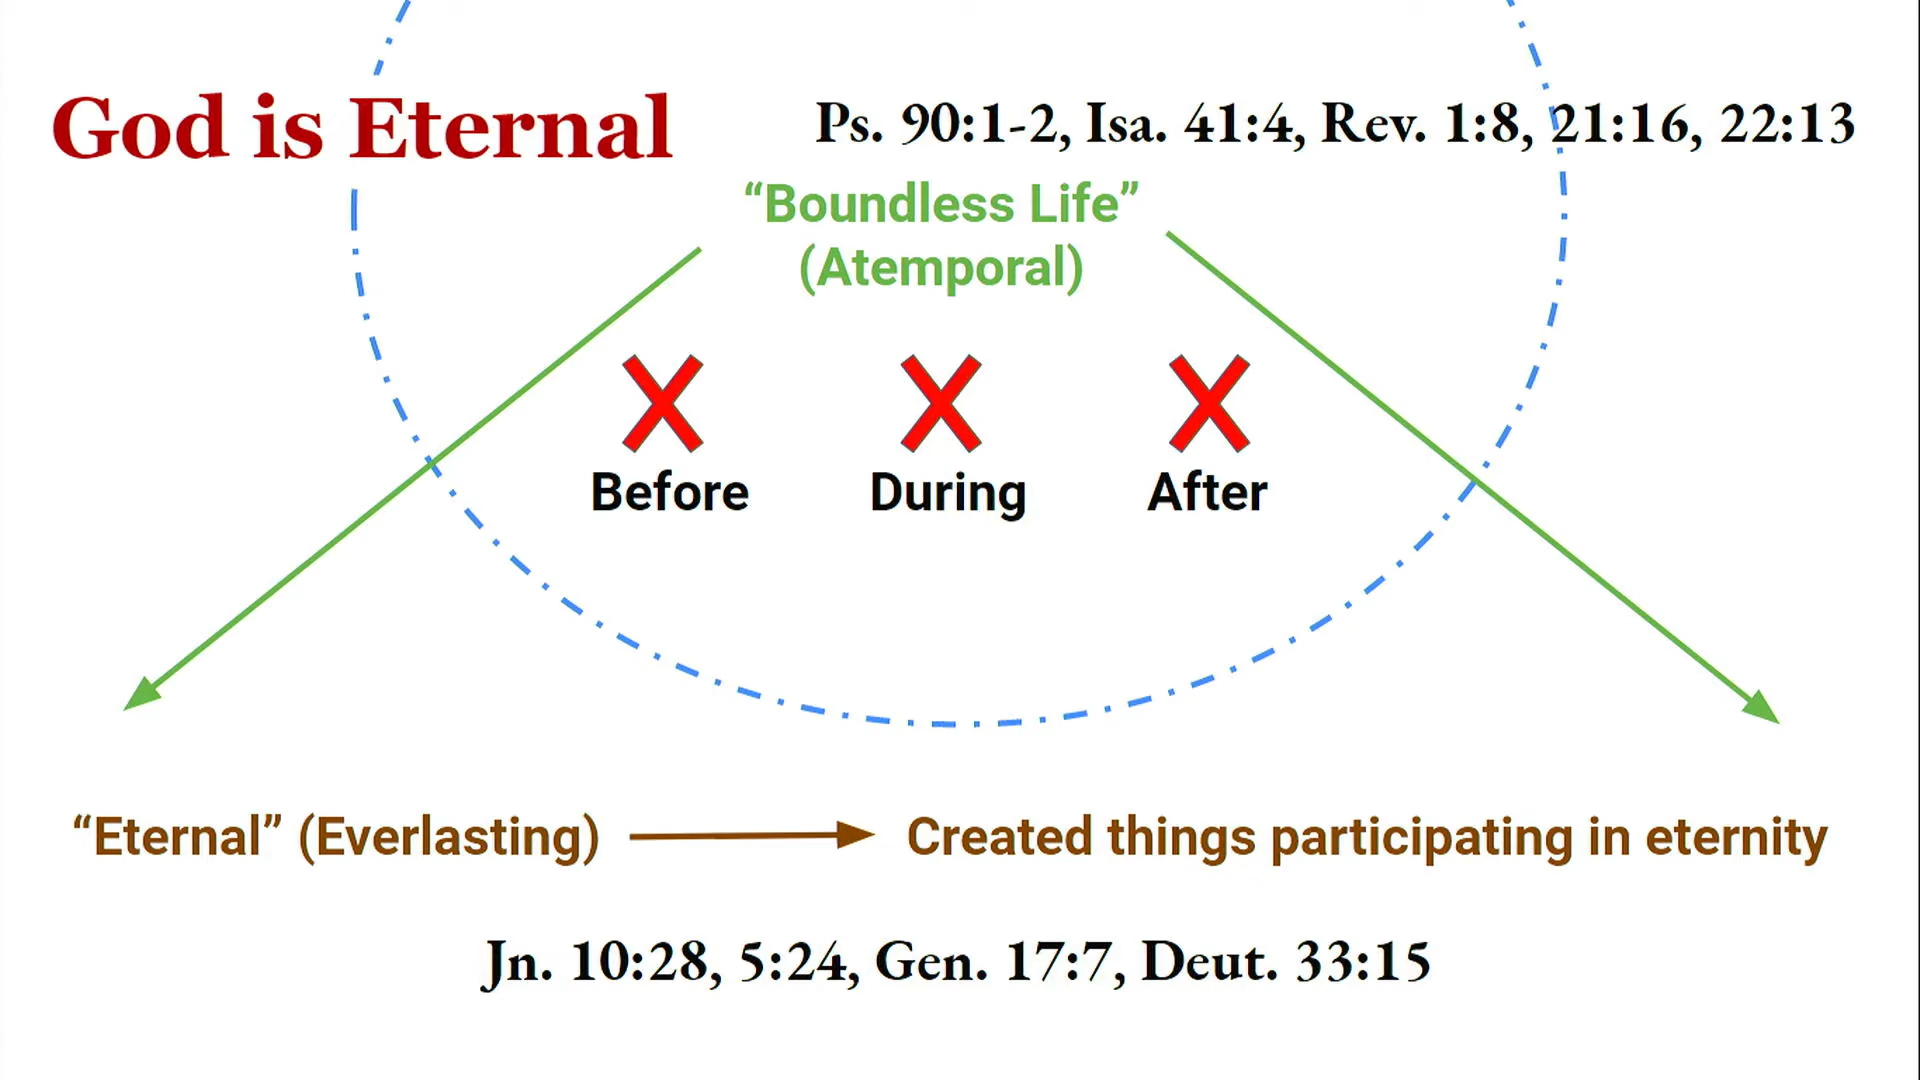 God is Eternal
Ps. 90:1-2, Isa. 41:4, Rev. 1:8, 21:16, 22:13
“Boundless Life”
(Atemporal)
Before
During
After
“Eternal” (Everlasting)
Created things participating in eternity
Jn. 10:28, 5:24, Gen. 17:7, Deut. 33:15